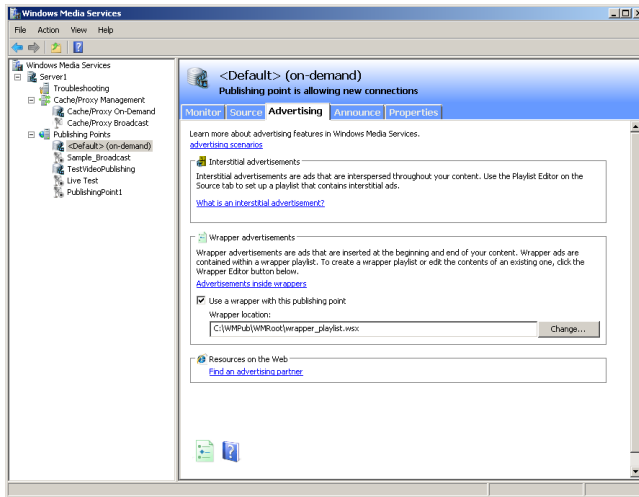 Windows Media Services
File Action View Help
Windows Media Services
Server1
Troubleshooting
Cache/Proxy Management
Cache/Proxy On-Demand
Cache/Proxy Broadcast
Publishing Points
<Default> (on-demand)
Sample_Broadcast
TestVideoPublishing
Live Test
PublishingPoint1
<Default> (on-demand)
Publishing point is allowing new connections
Monitor Source Advertising Announce Properties
Learn more about advertising features in Windows Media Services.
advertising scenarios
Interstitial advertisements
Interstitial advertisements are ads that are interspersed throughout your content. Use the Playlist Editor on the
Source tab to set up a playlist that contains interstitial ads.
What is an interstitial advertisement?
Wrapper advertisements
Wrapper advertisements are ads that are inserted at the beginning and end of your content. Wrapper ads are
contained within a wrapper playlist. To create a wrapper playlist or edit the contents of an existing one, click the
Wrapper Editor button below.
Advertisements inside wrappers
Use a wrapper with this publishing point
Wrapper location:
C:\WMPub\WMRoot\wrapper_playlist.wsx
Change...
Resources on the Web
Find an advertising partner